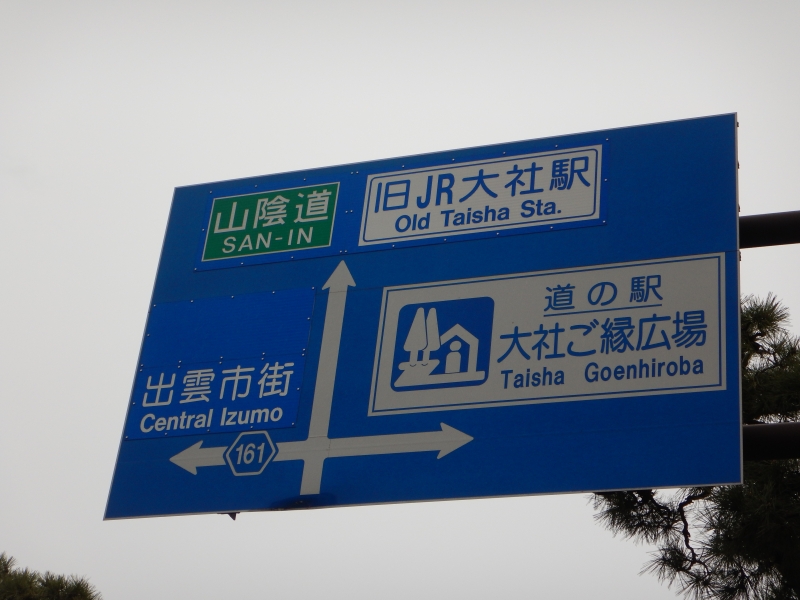 山陰道
SAN-IN
旧JR大社駅
Old Taisha Sta.
道の駅
大社ご縁広場
Taisha Goenhiroba
出雲市街
Central Izumo
161